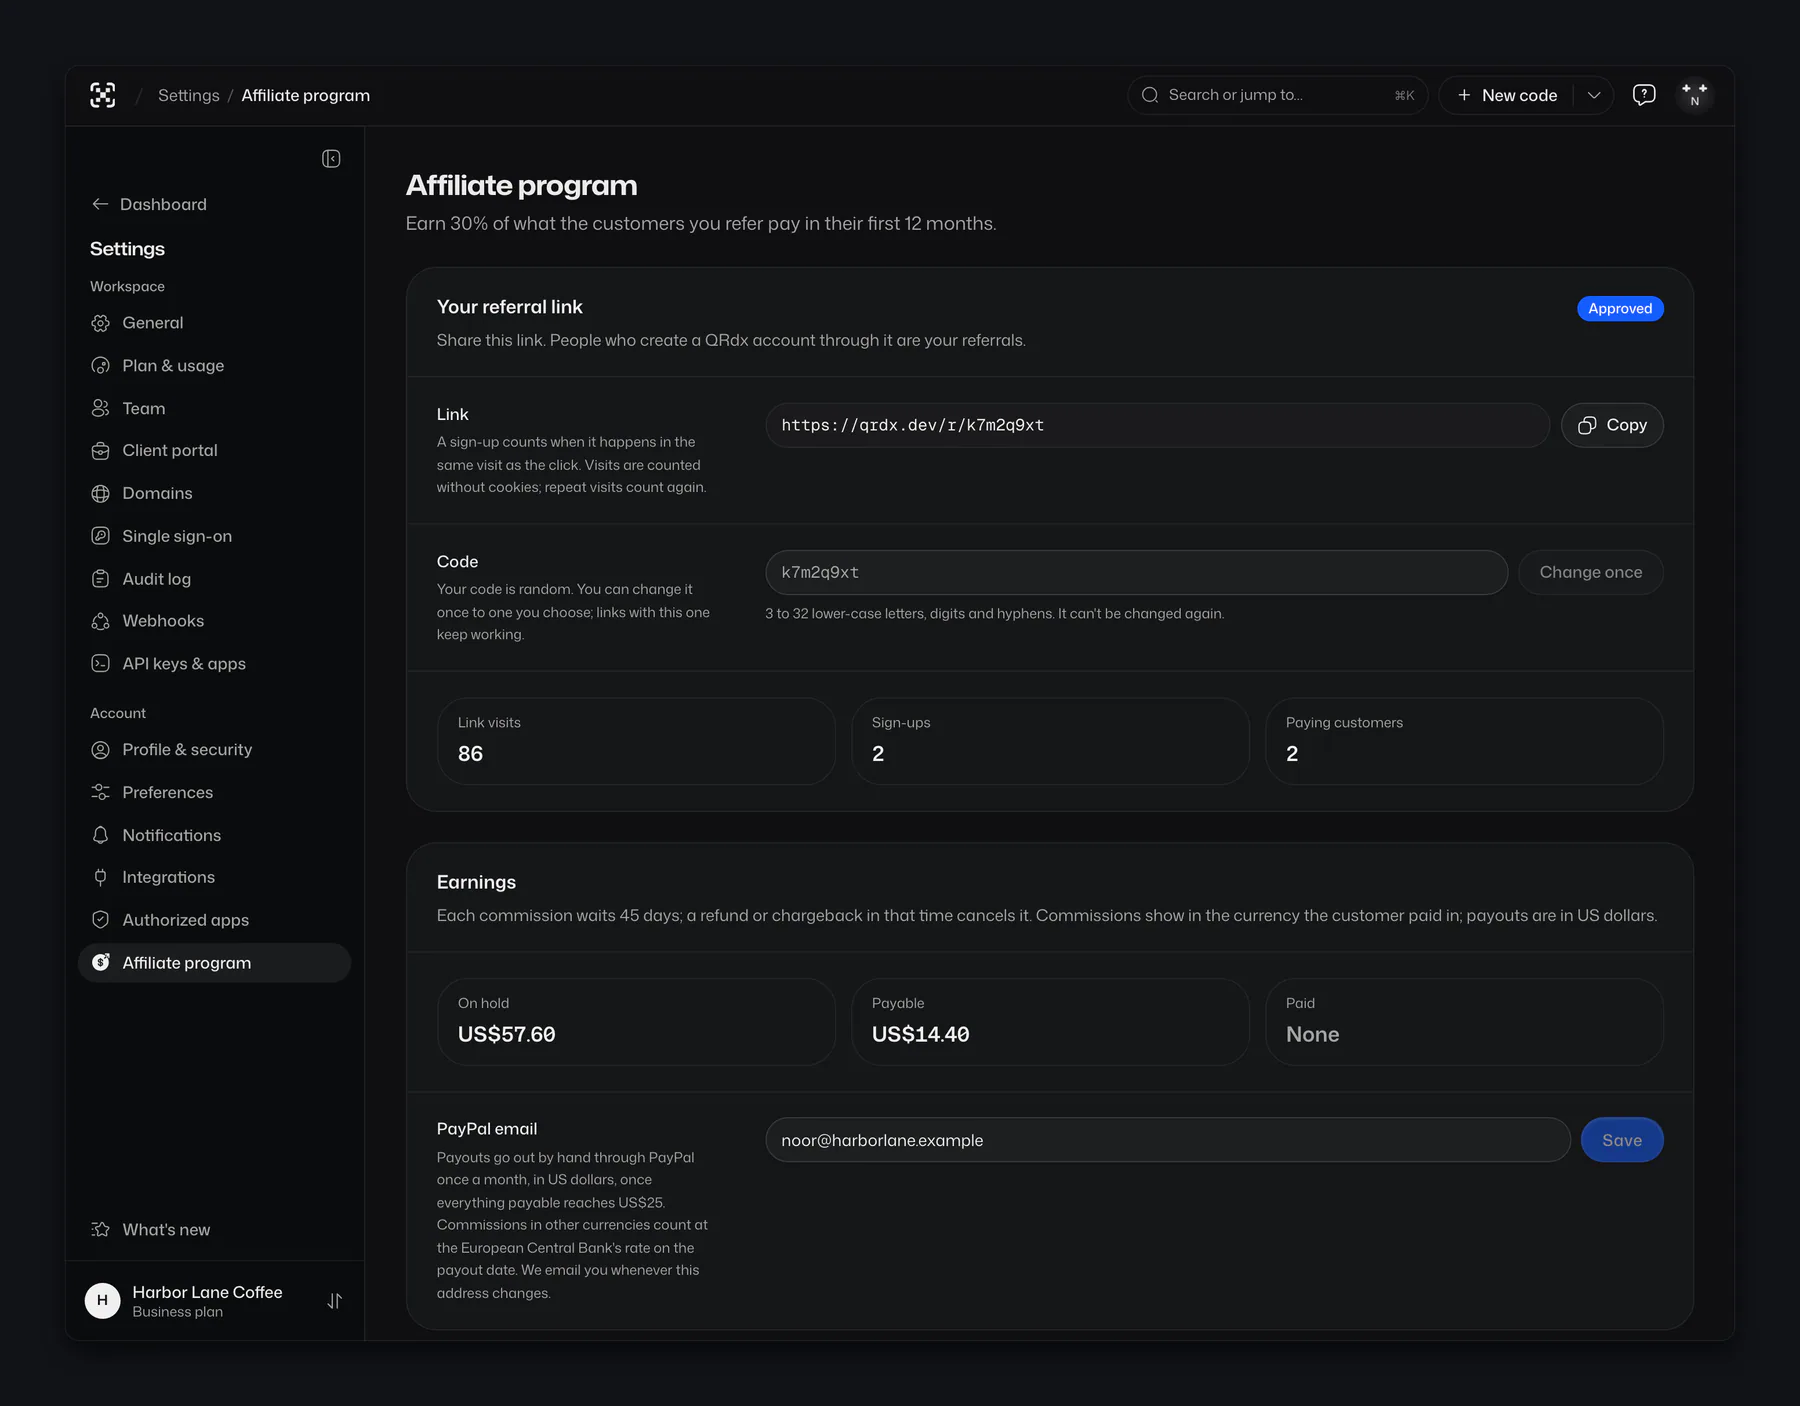 Settings / Affiliate program
Search or jump to...
⌘K
New code
N
Dashboard
Settings
Workspace
General
Plan & usage
Team
Client portal
Domains
Single sign-on
Audit log
Webhooks
API keys & apps
Account
Profile & security
Preferences
Notifications
Integrations
Authorized apps
Affiliate program
What's new
H
Harbor Lane Coffee
Business plan
Affiliate program
Earn 30% of what the customers you refer pay in their first 12 months.
Your referral link
Approved
Share this link. People who create a QRdx account through it are your referrals.
Link
A sign-up counts when it happens in the
same visit as the click. Visits are counted
without cookies; repeat visits count again.
https://qrdx.dev/r/k7m2q9xt
Copy
Code
Your code is random. You can change it
once to one you choose; links with this one
keep working.
k7m2q9xt
Change once
3 to 32 lower-case letters, digits and hyphens. It can't be changed again.
Link visits
86
Sign-ups
2
Paying customers
2
Earnings
Each commission waits 45 days; a refund or chargeback in that time cancels it. Commissions show in the currency the customer paid in; payouts are in US dollars.
On hold
US$57.60
Payable
US$14.40
Paid
None
PayPal email
Payouts go out by hand through PayPal
once a month, in US dollars, once
everything payable reaches US$25.
Commissions in other currencies count at
the European Central Bank's rate on the
payout date. We email you whenever this
address changes.
noor@harborlane.example
Save